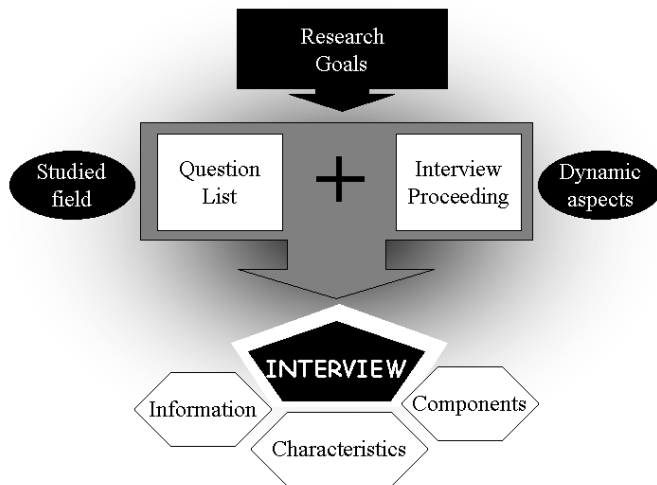 Research
Goals
Studied
field
Question
List
+
Interview
Proceeding
Dynamic
aspects
INTERVIEW
Information
Characteristics
Components